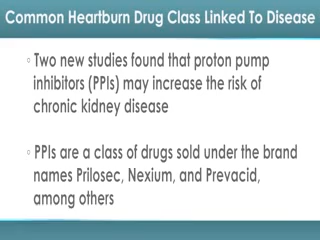 Common Heartburn Drug Class Linked To Disease
◦ Two new studies found that proton pump
inhibitors (PPIs) may increase the risk of
chronic kidney disease
◦ PPIs are a class of drugs sold under the brand
names Prilosec, Nexium, and Prevacid,
among others